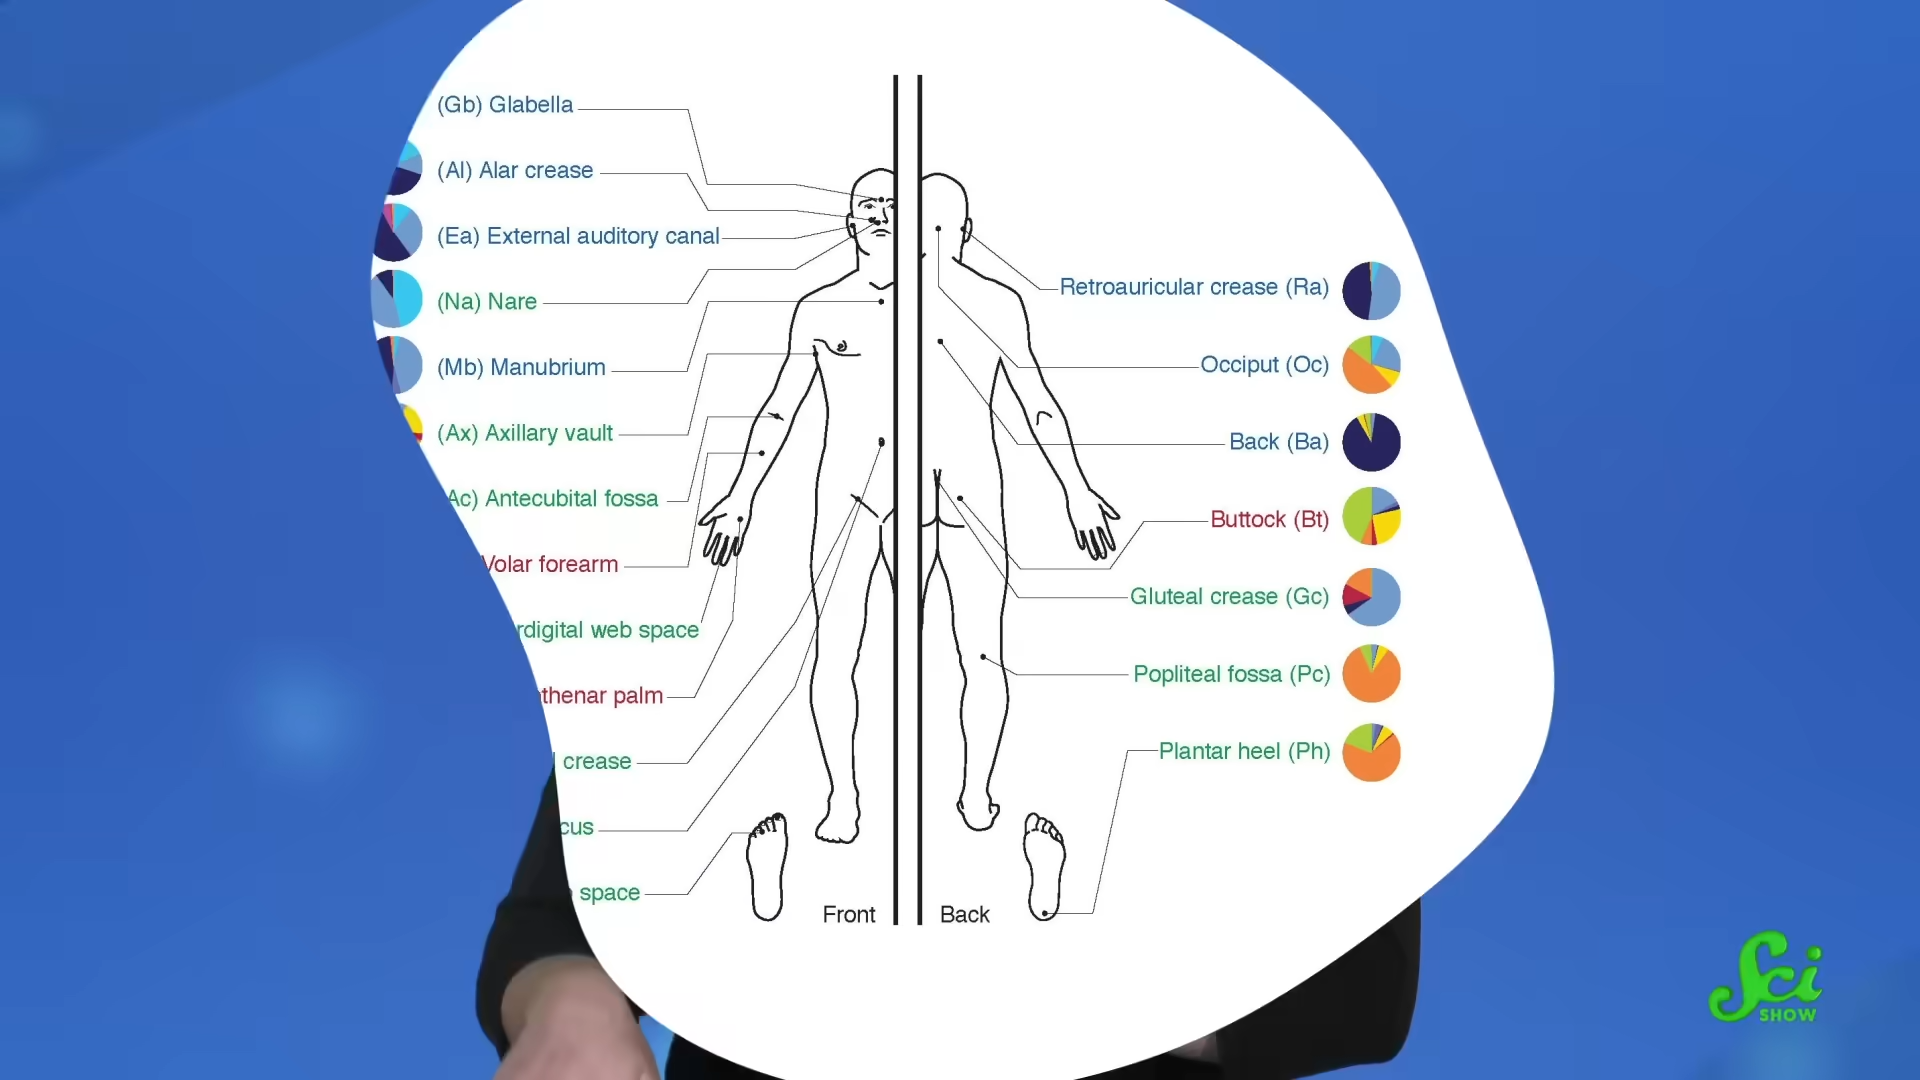 (Gb) Glabella
(Al) Alar crease
(Ea) External auditory canal
(Na) Nare
(Mb) Manubrium
(Ax) Axillary vault
Ac) Antecubital fossa
Volar forearm
rdigital web space
thenar palm
crease
cus
space
Front
Back
Retroauricular crease (Ra)
Occiput (Oc)
Back (Ba)
Buttock (Bt)
Gluteal crease (Gc)
Popliteal fossa (Pc)
Plantar heel (Ph)
Sci
SHOW